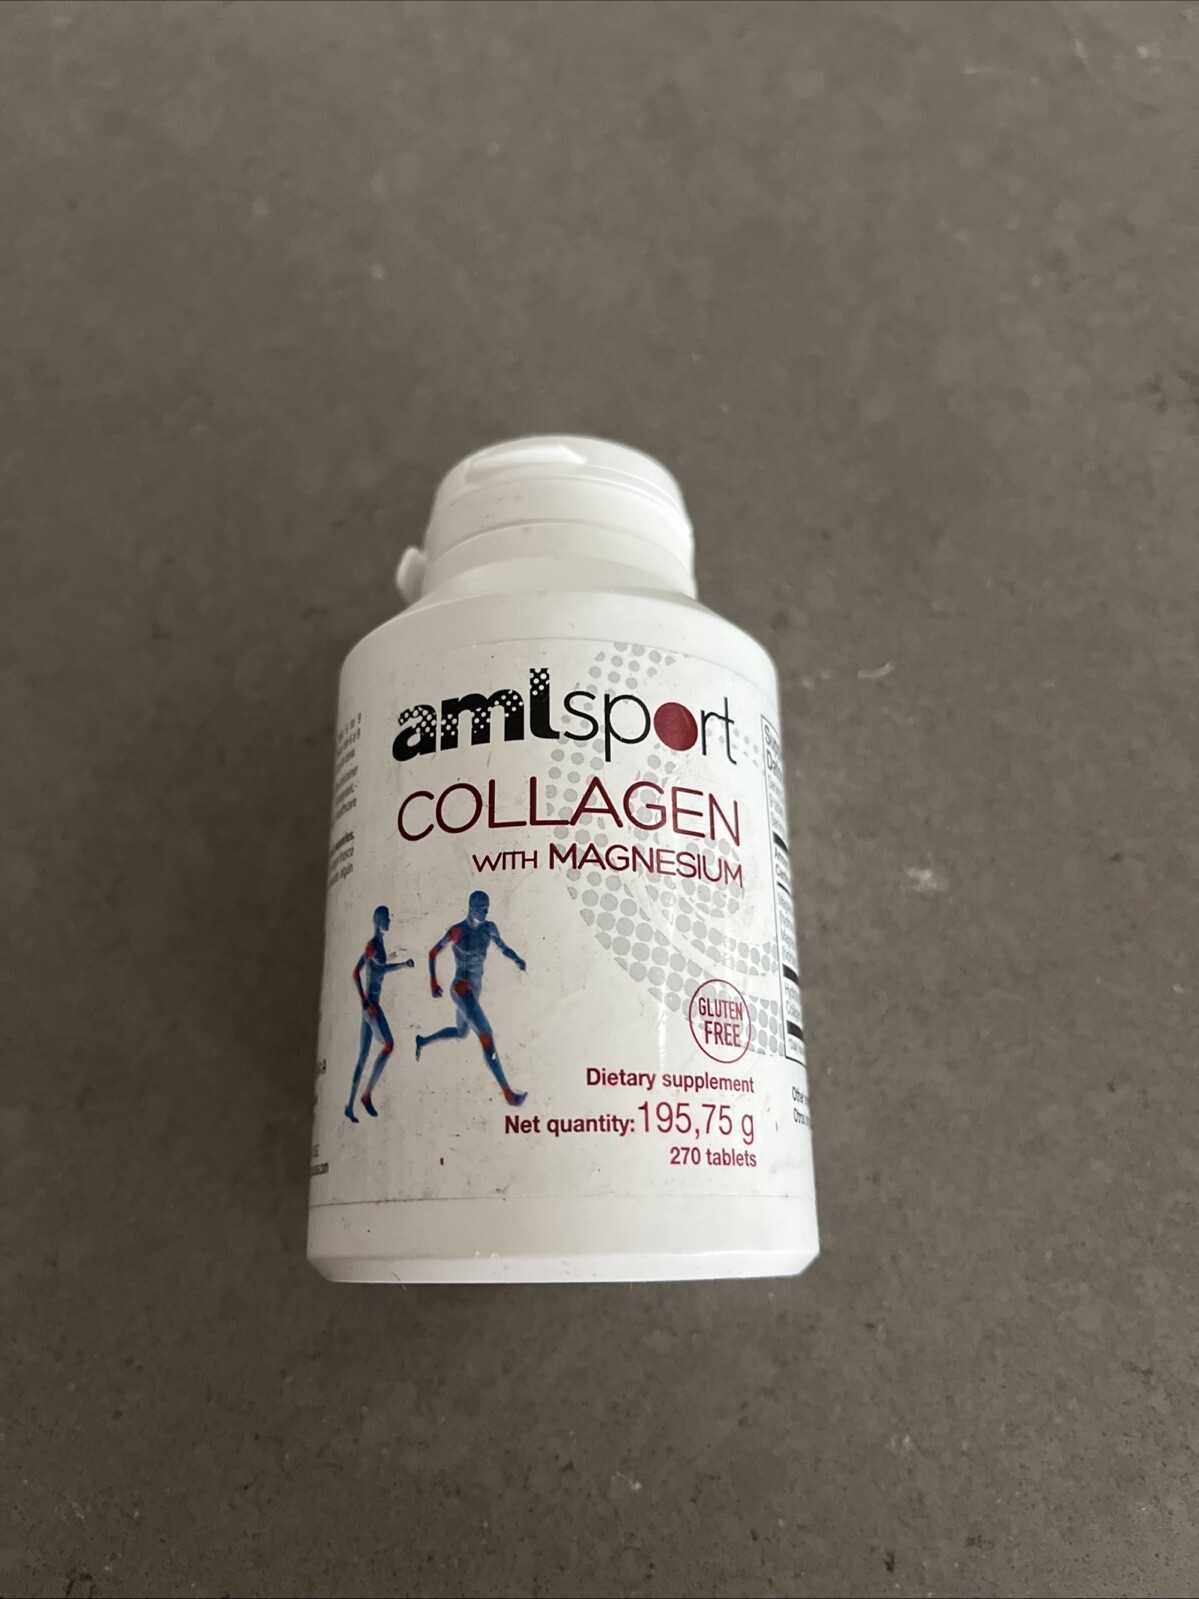 amlsport
COLLAGEN
WITH MAGNESIUM
GLUTEN
FREE
Dietary supplement
Net quantity: 195,75 g
270 tablets